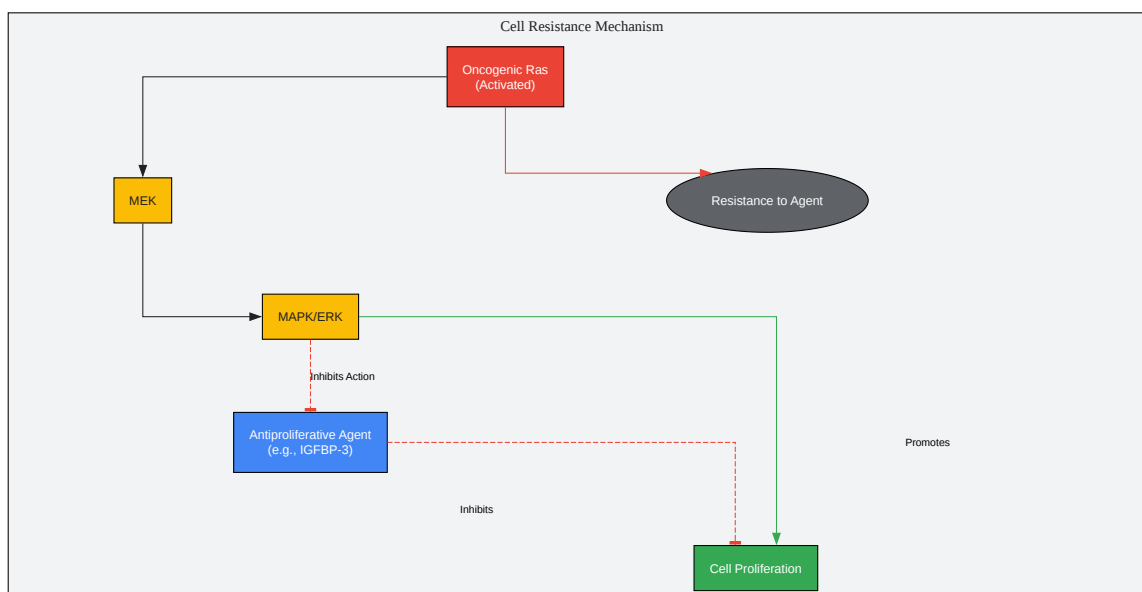 Cell Resistance Mechanism
Oncogenic Ras
(Activated)
MEK
Resistance to Agent
MAPK/ERK
Inhibits Action
Antiproliferative Agent
(e.g., IGFBP-3)
Promotes
Inhibits
Cell Proliferation